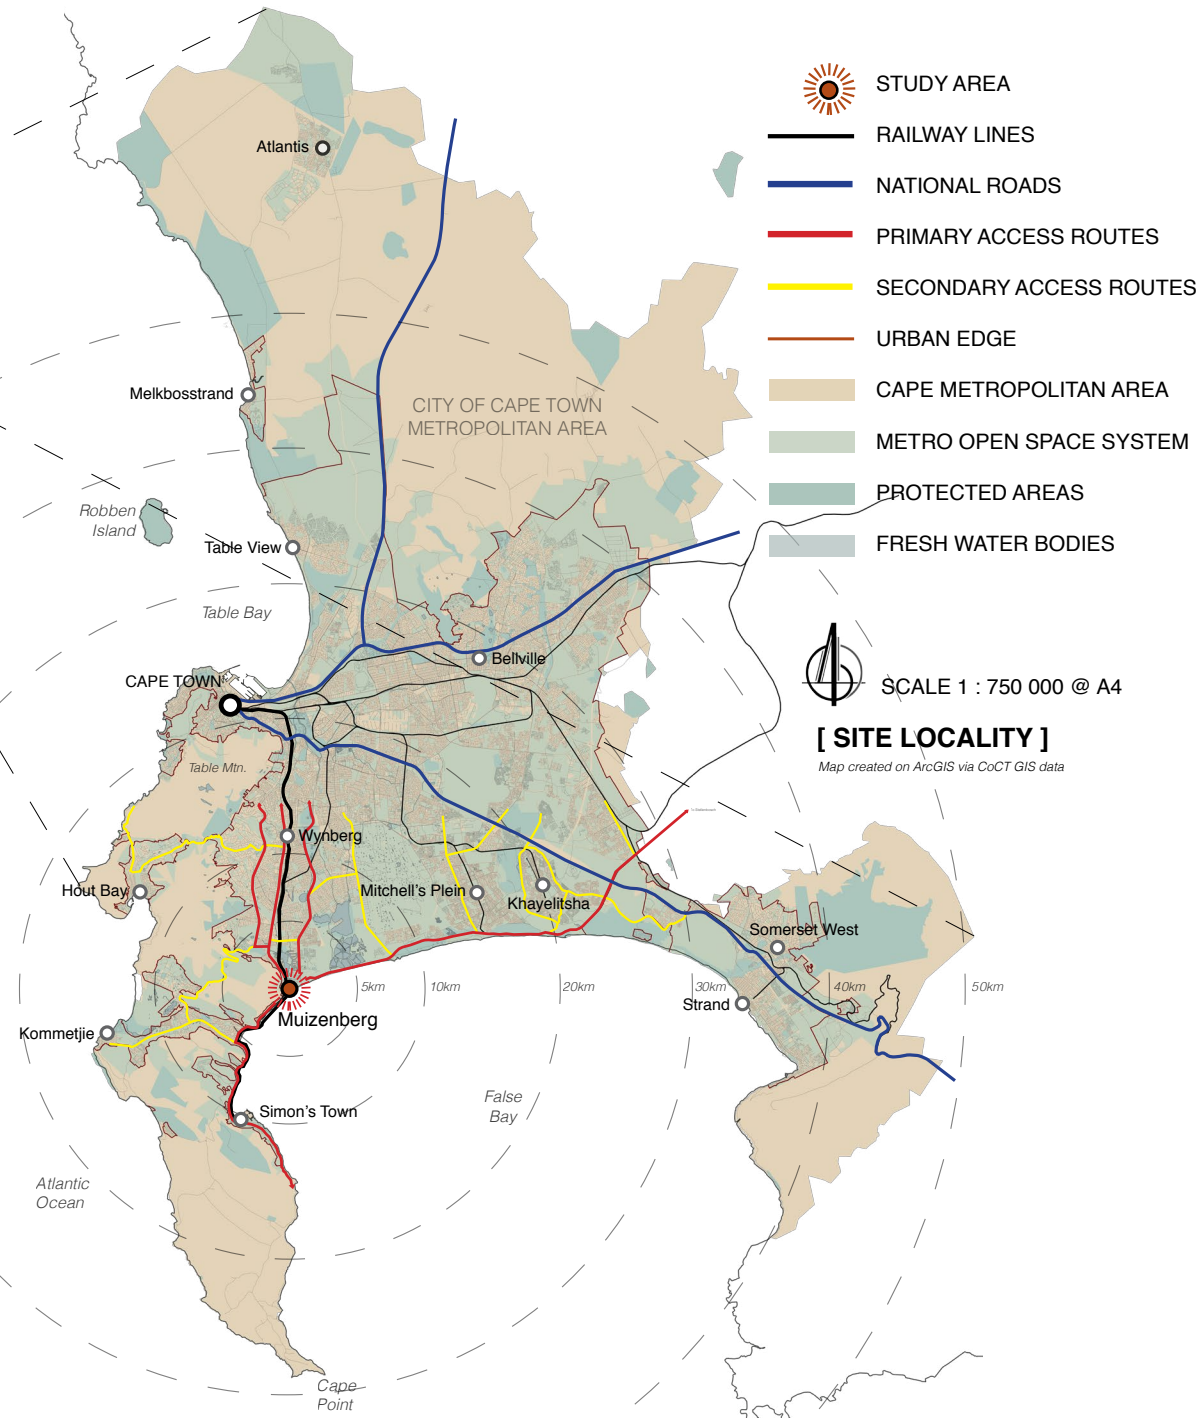 STUDY AREA
RAILWAY LINES
NATIONAL ROADS
PRIMARY ACCESS ROUTES
SECONDARY ACCESS ROUTES
URBAN EDGE
CAPE METROPOLITAN AREA
METRO OPEN SPACE SYSTEM
PROTECTED AREAS
FRESH WATER BODIES
SCALE 1 : 750 000 @ A4
[ SITE LOCALITY ]
Map created on ArcGIS via CoCT GIS data
Atlantis
Melkbosstrand
CITY OF CAPE TOWN
METROPOLITAN AREA
Robben
Island
Table View
Table Bay
Bellville
CAPE TOWN
Table Mtn.
Wynberg
Hout Bay
Mitchell's Plein
Khayelitsha
Somerset West
5km
10km
20km
30km
40km
50km
Strand
Muizenberg
Kommetjie
Simon's Town
False
Bay
Atlantic
Ocean
Cape
Point